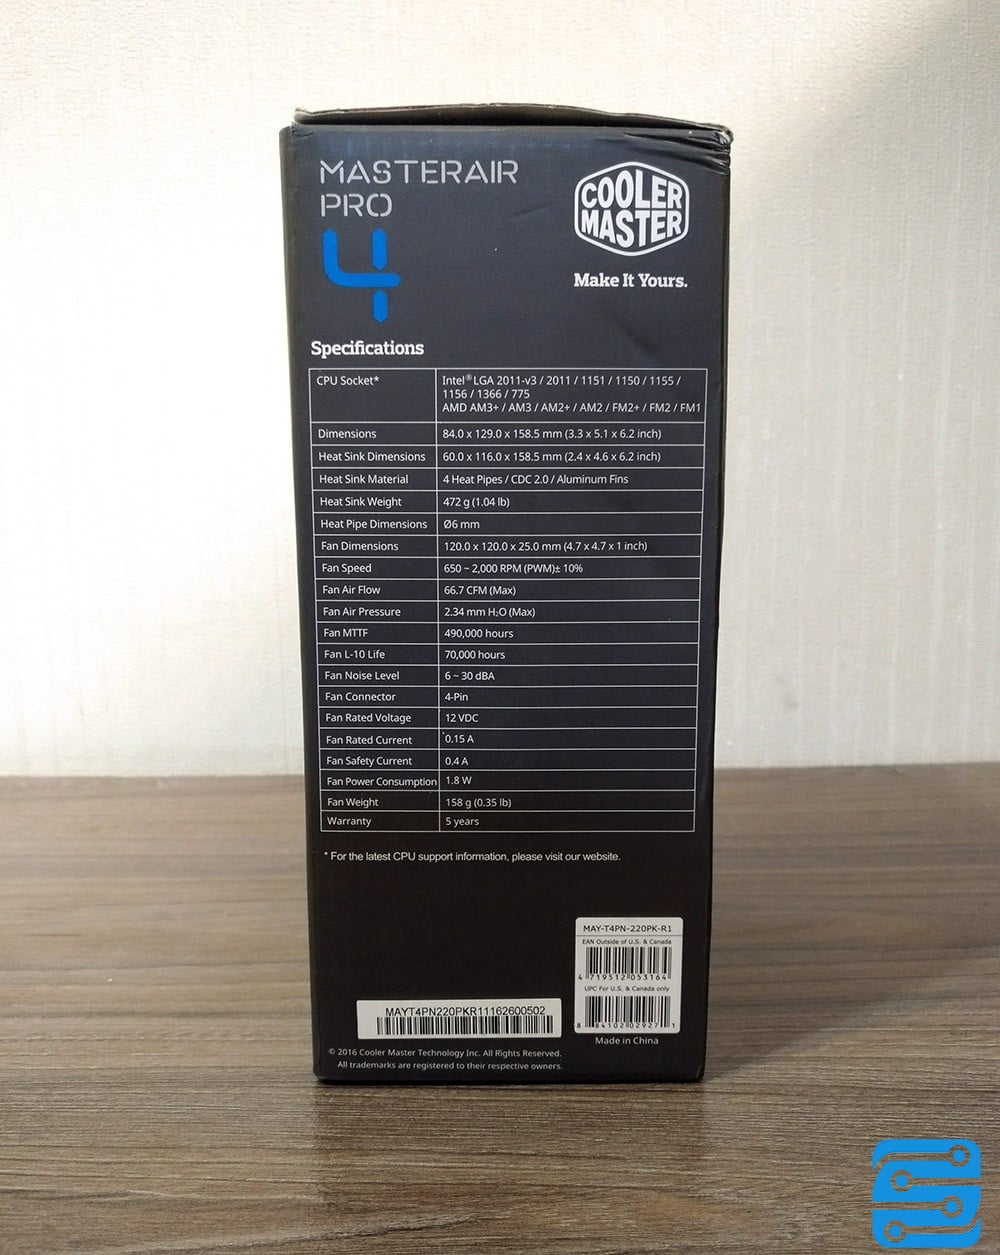 MASTERAIR
PRO
4
COOLER
MASTER
Make It Yours.
Specifications
CPU Socket* Intel® LGA 2011-v3 / 2011 / 1151 / 1150 / 1155 /
1156 / 1366 / 775
AMD AM3+ / AM3 / AM2+ / AM2 / FM2+ / FM2 / FM1
Dimensions 84.0 x 129.0 x 158.5 mm (3.3 x 5.1 x 6.2 inch)
Heat Sink Dimensions 60.0 x 116.0 x 158.5 mm (2.4 x 4.6 x 6.2 inch)
Heat Sink Material 4 Heat Pipes / CDC 2.0 / Aluminum Fins
Heat Sink Weight 472 g (1.04 lb)
Heat Pipe Dimensions Ø6 mm
Fan Dimensions 120.0 x 120.0 x 25.0 mm (4.7 x 4.7 x 1 inch)
Fan Speed 650 ~ 2,000 RPM (PWM)± 10%
Fan Air Flow 66.7 CFM (Max)
Fan Air Pressure 2.34 mm H₂O (Max)
Fan MTTF 490,000 hours
Fan L-10 Life 70,000 hours
Fan Noise Level 6 ~ 30 dBA
Fan Connector 4-Pin
Fan Rated Voltage 12 VDC
Fan Rated Current 0.15 A
Fan Safety Current 0.4 A
Fan Power Consumption 1.8 W
Fan Weight 158 g (0.35 lb)
Warranty 5 years
* For the latest CPU support information, please visit our website.
MAY-T4PN-220PK-R1
EAN Outside of U.S. & Canada
4 719512 053164
UPC For U.S. & Canada only
8 84102 02927 1
MAYT4PN220PKR11162600502
Made in China
© 2016 Cooler Master Technology Inc. All Rights Reserved.
All trademarks are registered to their respective owners.